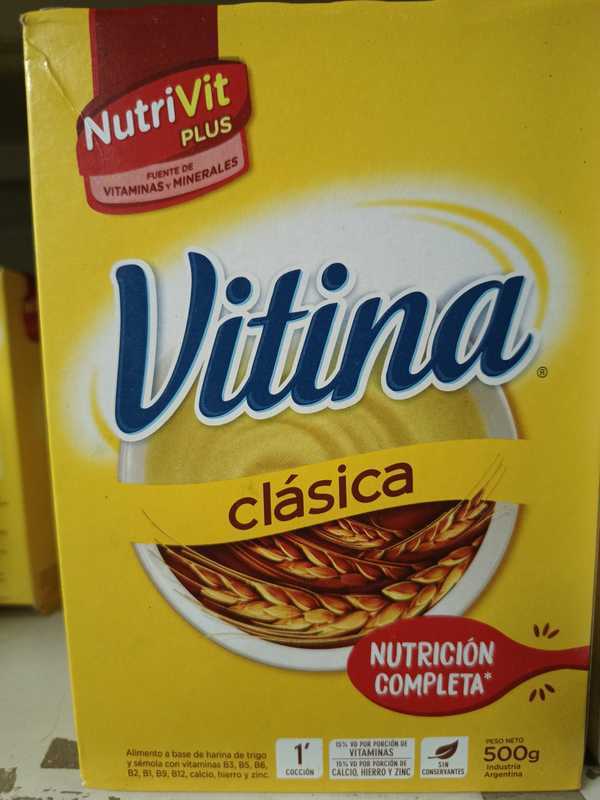 NutriVit
PLUS
FUENTE DE
VITAMINAS Y MINERALES
Vitina
®
clásica
NUTRICIÓN
COMPLETA*
Alimento a base de harina de trigo
y sémola con vitaminas B3, B5, B6,
B2, B1, B9, B12, calcio, hierro y zinc.
1'
COCCIÓN
15% VD POR PORCIÓN DE
VITAMINAS
15% VD POR PORCIÓN DE
CALCIO, HIERRO Y ZINC
SIN
CONSERVANTES
PESO NETO
500g
Industria
Argentina